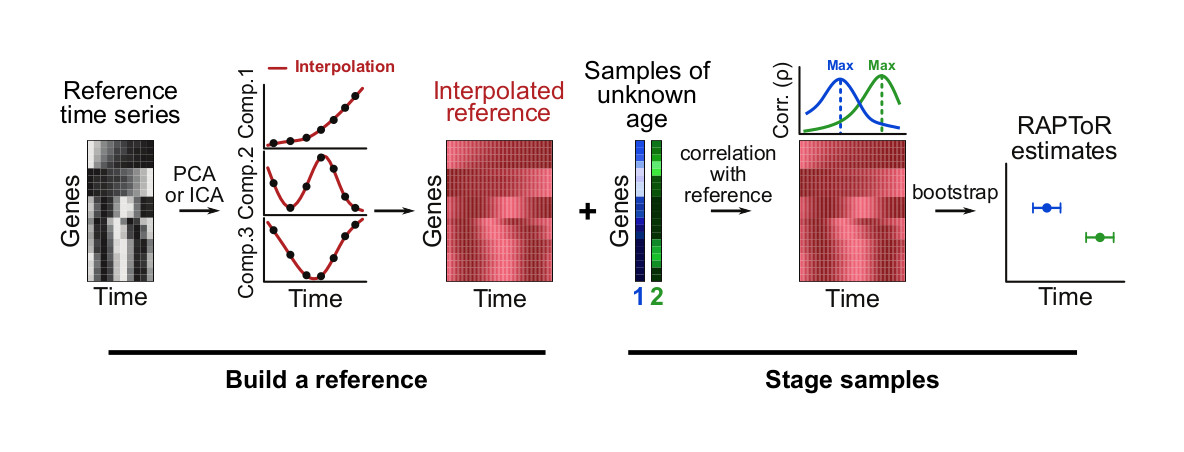 Reference
time series
Genes
Time
PCA
or ICA
Interpolation
Comp.1
Comp.2
Comp.3
Time
Interpolated
reference
Genes
Time
+
Samples of
unknown
age
Genes
1 2
correlation
with
reference
Corr. (ρ)
Max Max
Time
bootstrap
RAPToR
estimates
Time
Build a reference
Stage samples